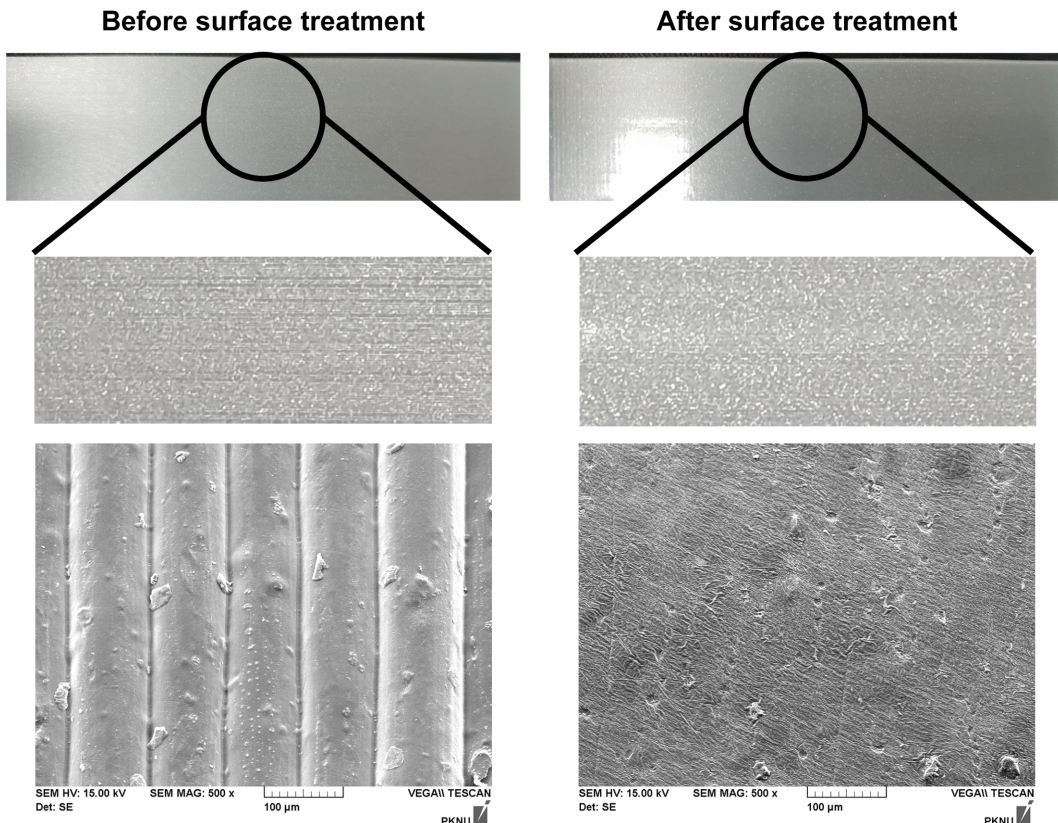 Before surface treatment
After surface treatment
SEM HV: 15.00 kV SEM MAG: 500 x VEGA\\ TESCAN
Det: SE 100 µm
PKNU
SEM HV: 15.00 kV SEM MAG: 500 x VEGA\\ TESCAN
Det: SE 100 µm
PKNU